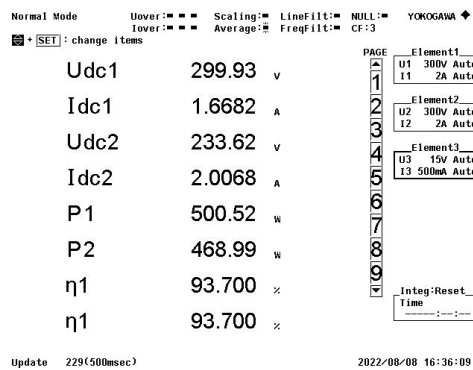 Normal Mode Uover: Scaling: LineFilt: NULL: YOKOGAWA
Iover: Average: FreqFilt: CF:3
+ SET : change items
PAGE
Udc1 299.93 V
Idc1 1.6682 A
Udc2 233.62 V
Idc2 2.0068 A
P1 500.52 W
P2 468.99 W
η1 93.700 %
η1 93.700 %
1
2
3
4
5
6
7
8
9
Element1
U1 300V Auto
I1 2A Auto
Element2
U2 300V Auto
I2 2A Auto
Element3
U3 15V Auto
I3 500mA Auto
Integ:Reset
Time
-----:--:--
Update 229(500msec) 2022/08/08 16:36:09